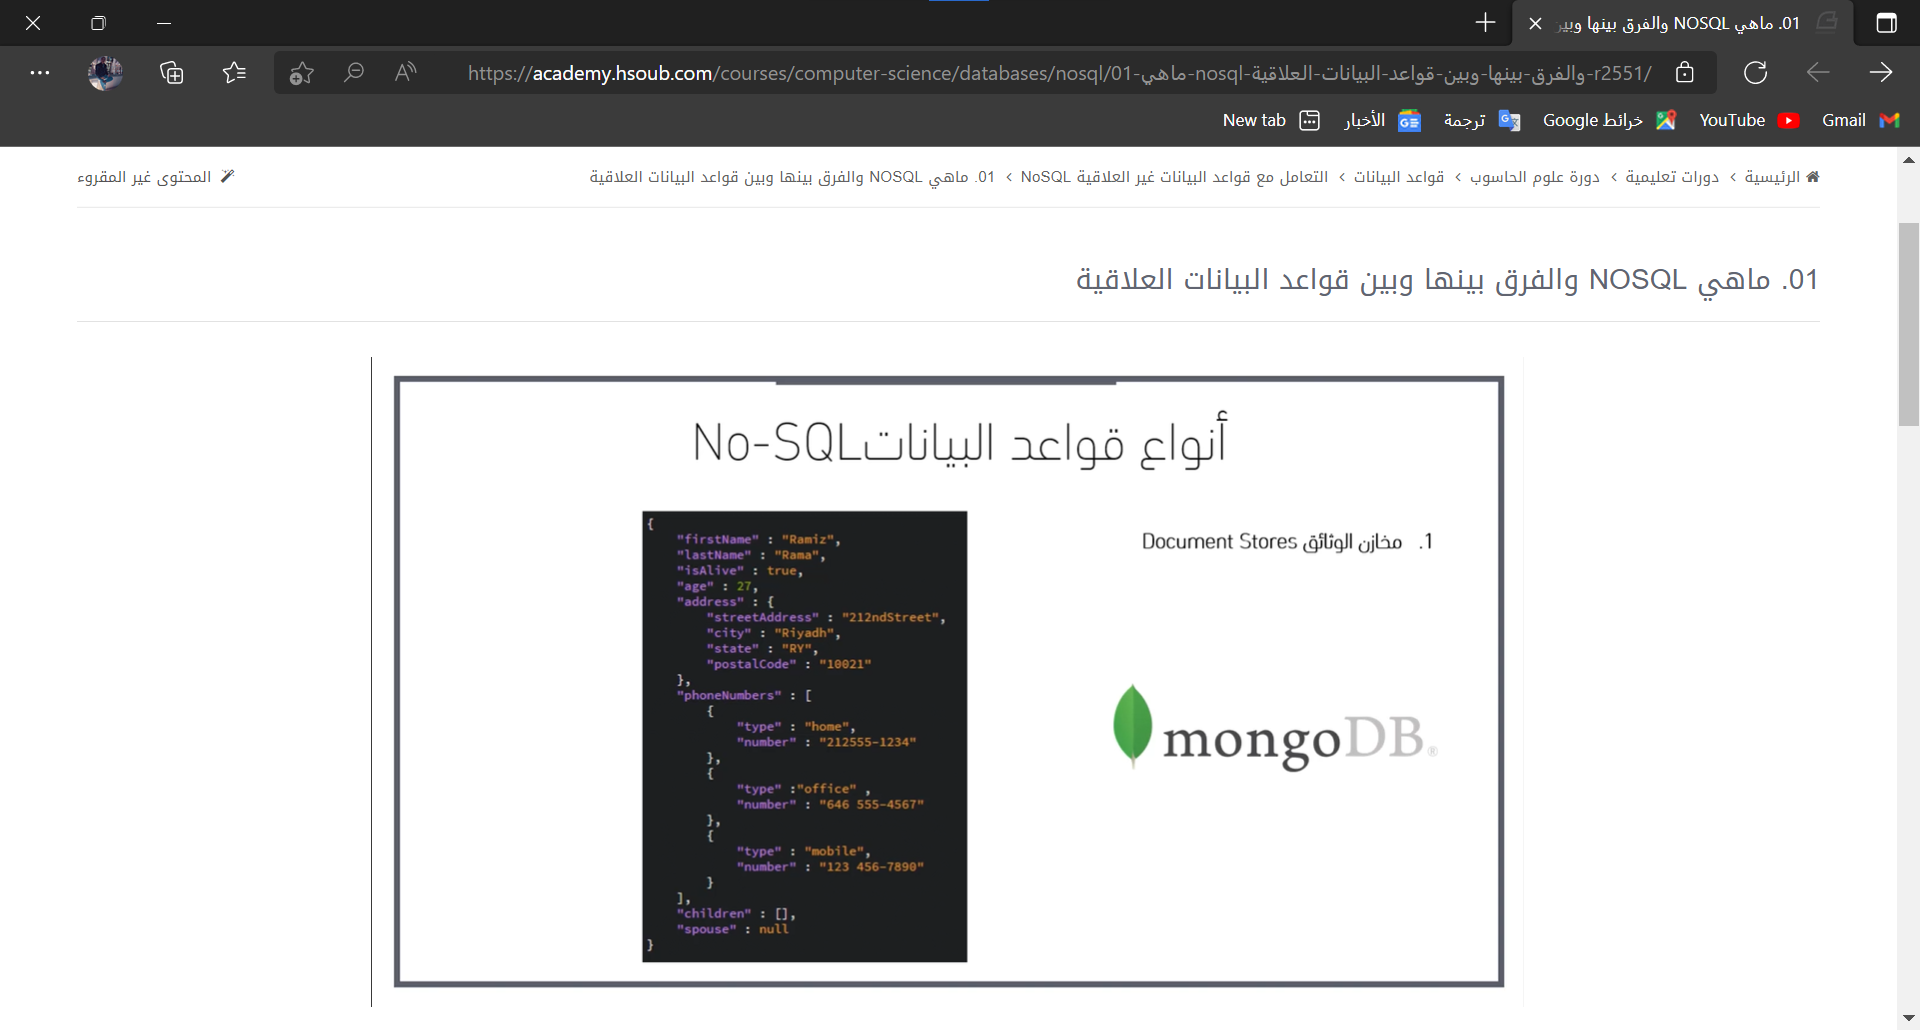 01. ماهي NOSQL والفرق بينها وبين
https://academy.hsoub.com/courses/computer-science/databases/nosql/01-ماهي-nosql-والفرق-بينها-وبين-قواعد-البيانات-العلاقية-r2551/
Gmail
YouTube
خرائط Google
ترجمة
الأخبار
New tab
الرئيسية › دورات تعليمية › دورة علوم الحاسوب › قواعد البيانات › التعامل مع قواعد البيانات غير العلاقية NoSQL › 01. ماهي NOSQL والفرق بينها وبين قواعد البيانات العلاقية
المحتوى غير المقروء
01. ماهي NOSQL والفرق بينها وبين قواعد البيانات العلاقية
أنواع قواعد البياناتNo-SQL
1. مخازن الوثائق Document Stores
mongoDB®
{
"firstName" : "Ramiz",
"lastName" : "Rama",
"isAlive" : true,
"age" : 27,
"address" : {
"streetAddress" : "212ndStreet",
"city" : "Riyadh",
"state" : "RY",
"postalCode" : "10021"
},
"phoneNumbers" : [
{
"type" : "home",
"number" : "212555-1234"
},
{
"type" :"office" ,
"number" : "646 555-4567"
},
{
"type" : "mobile",
"number" : "123 456-7890"
}
],
"children" : [],
"spouse" : null
}